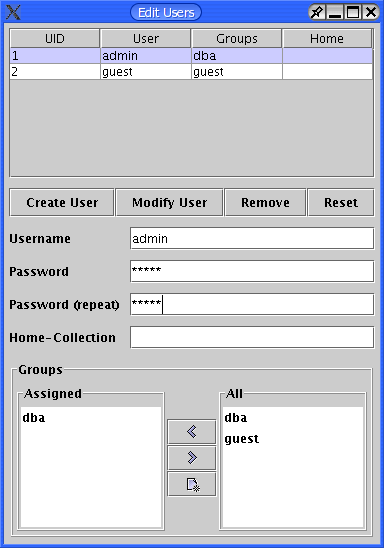 Edit Users
UID User Groups Home
1 admin dba
2 guest guest
Create User Modify User Remove Reset
Username admin
Password *****
Password (repeat) *****
Home-Collection
Groups
Assigned All
dba dba
guest